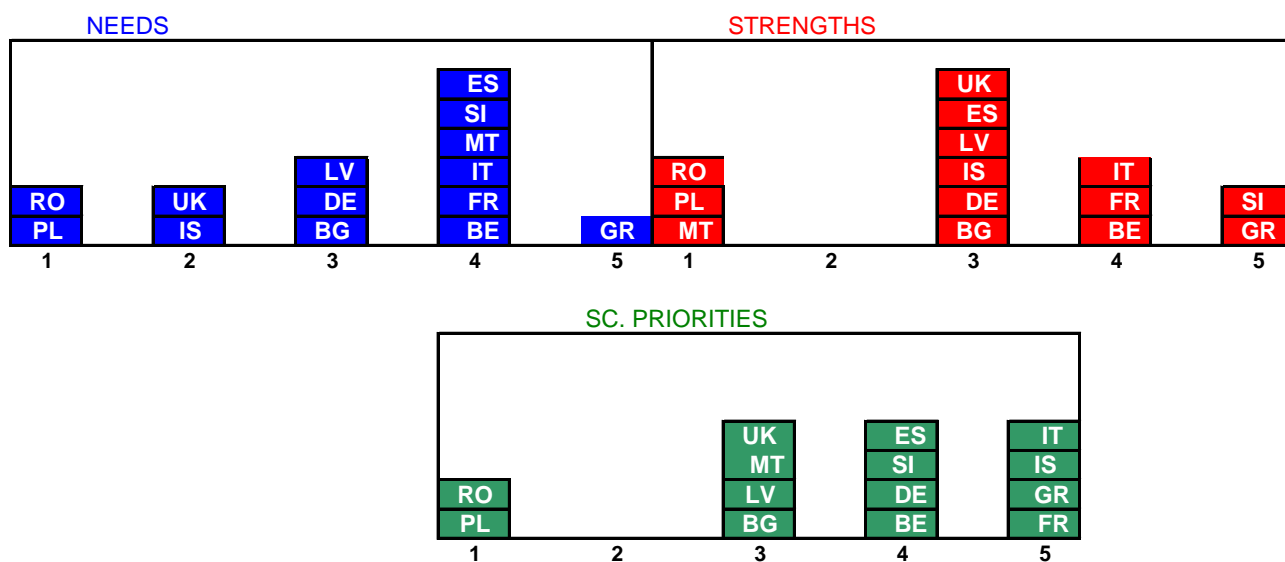 NEEDS STRENGTHS
ES UK
SI ES
MT LV
LV IT RO IS IT
RO UK DE FR PL DE FR SI
PL IS BG BE GR MT BG BE GR
1 2 3 4 5 1 2 3 4 5
SC. PRIORITIES
UK ES IT
MT SI IS
RO LV DE GR
PL BG BE FR
1 2 3 4 5